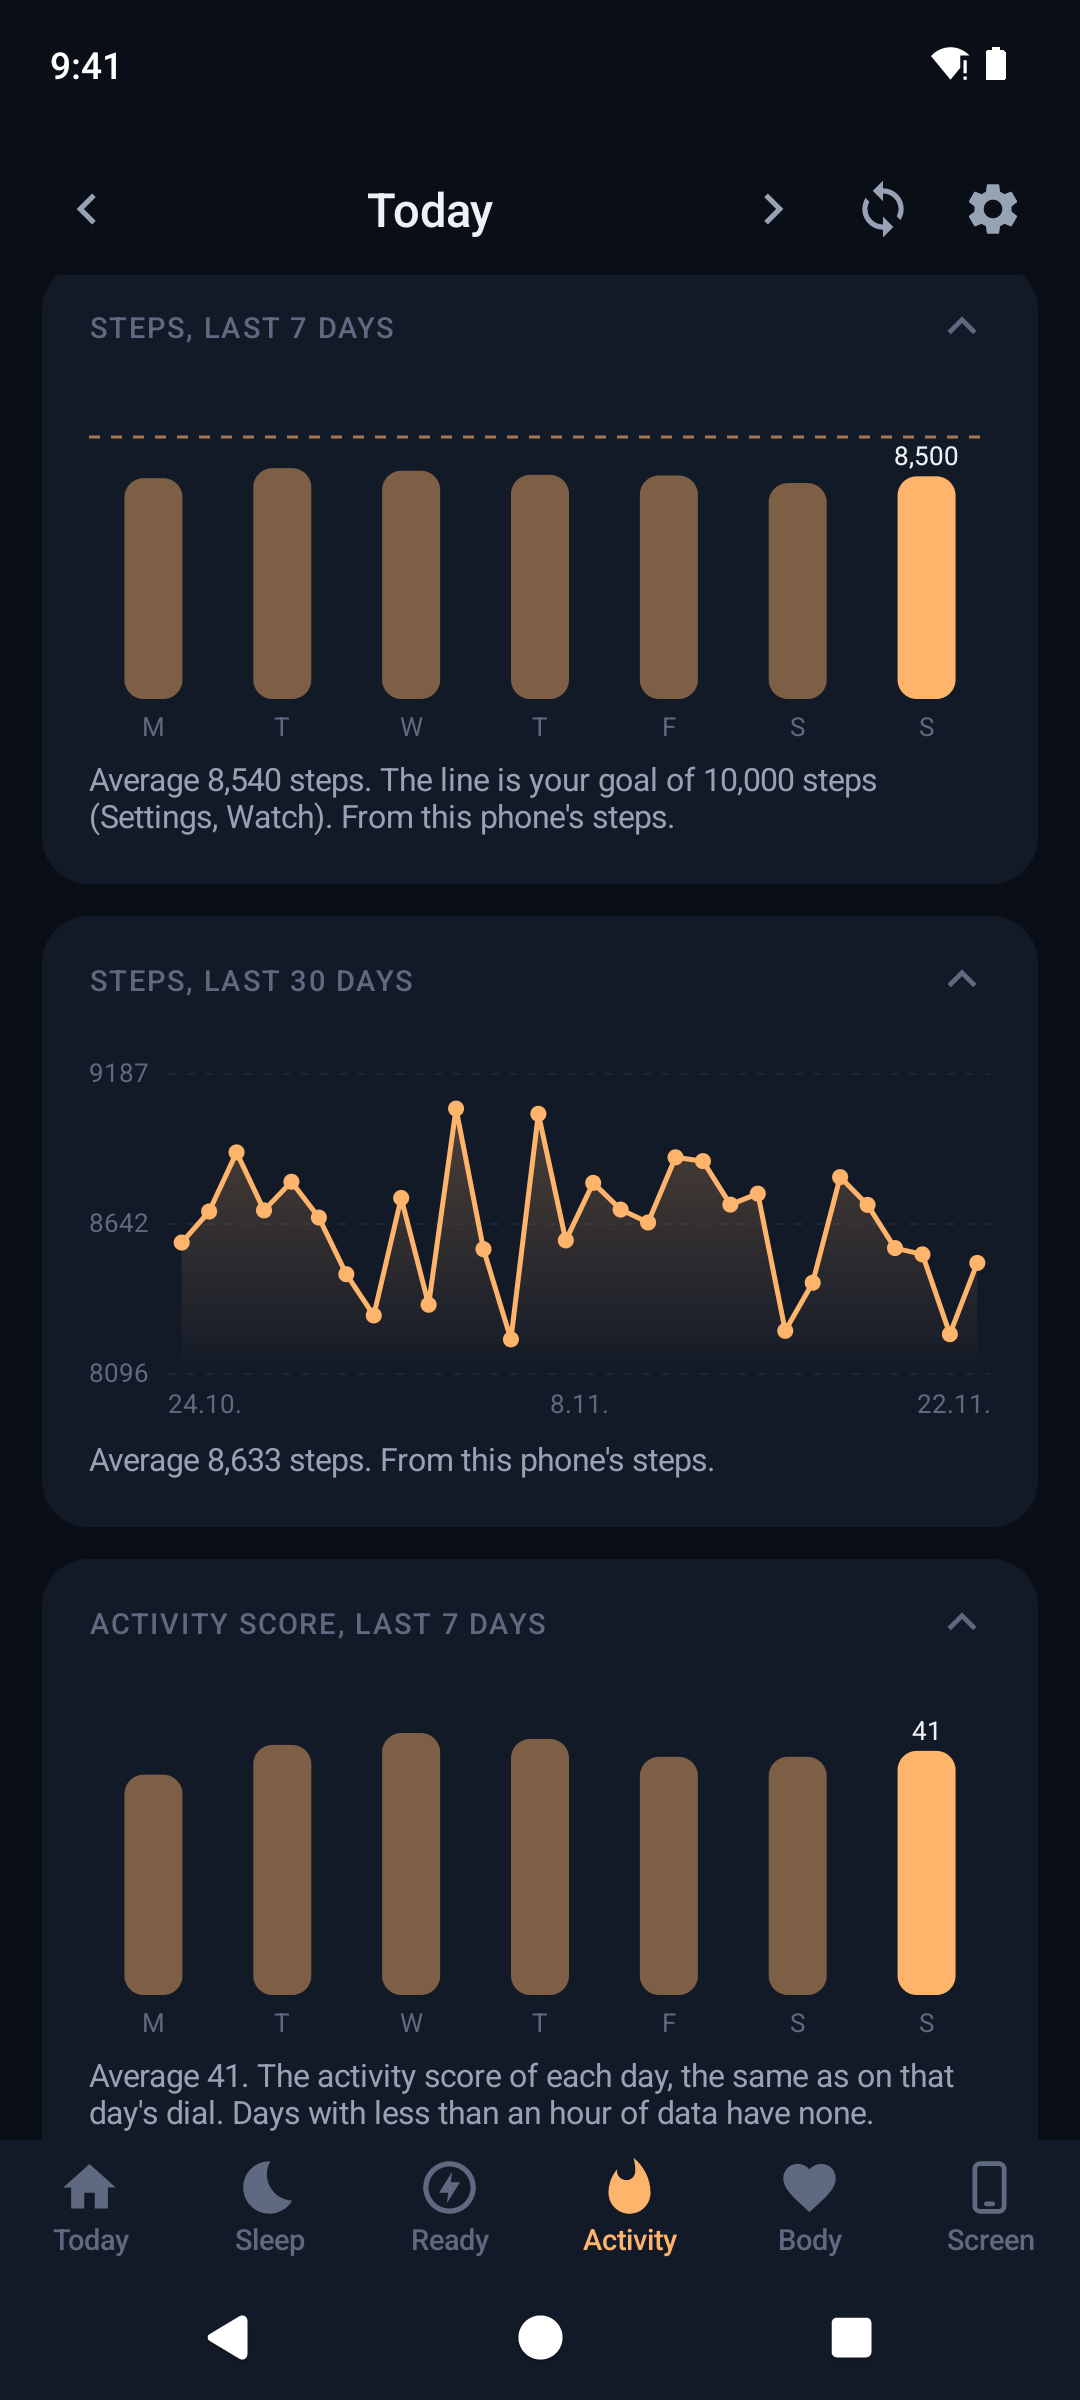 9:41
Today
STEPS, LAST 7 DAYS
8,500
M T W T F S S
Average 8,540 steps. The line is your goal of 10,000 steps
(Settings, Watch). From this phone's steps.
STEPS, LAST 30 DAYS
9187
8642
8096
24.10. 8.11. 22.11.
Average 8,633 steps. From this phone's steps.
ACTIVITY SCORE, LAST 7 DAYS
41
M T W T F S S
Average 41. The activity score of each day, the same as on that
day's dial. Days with less than an hour of data have none.
Today Sleep Ready Activity Body Screen